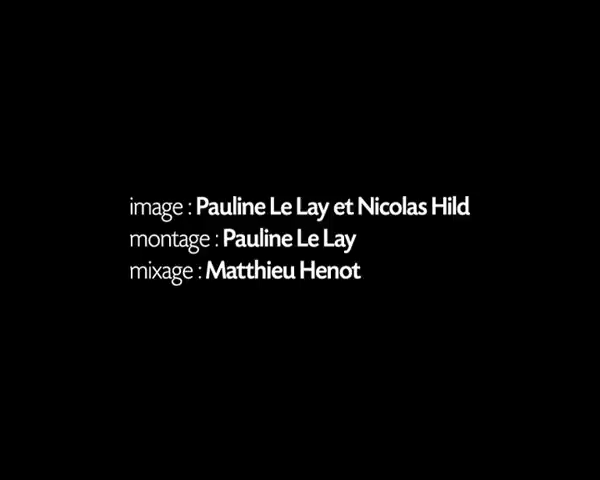 image : Pauline Le Lay et Nicolas Hild
montage : Pauline Le Lay
mixage : Matthieu Henot